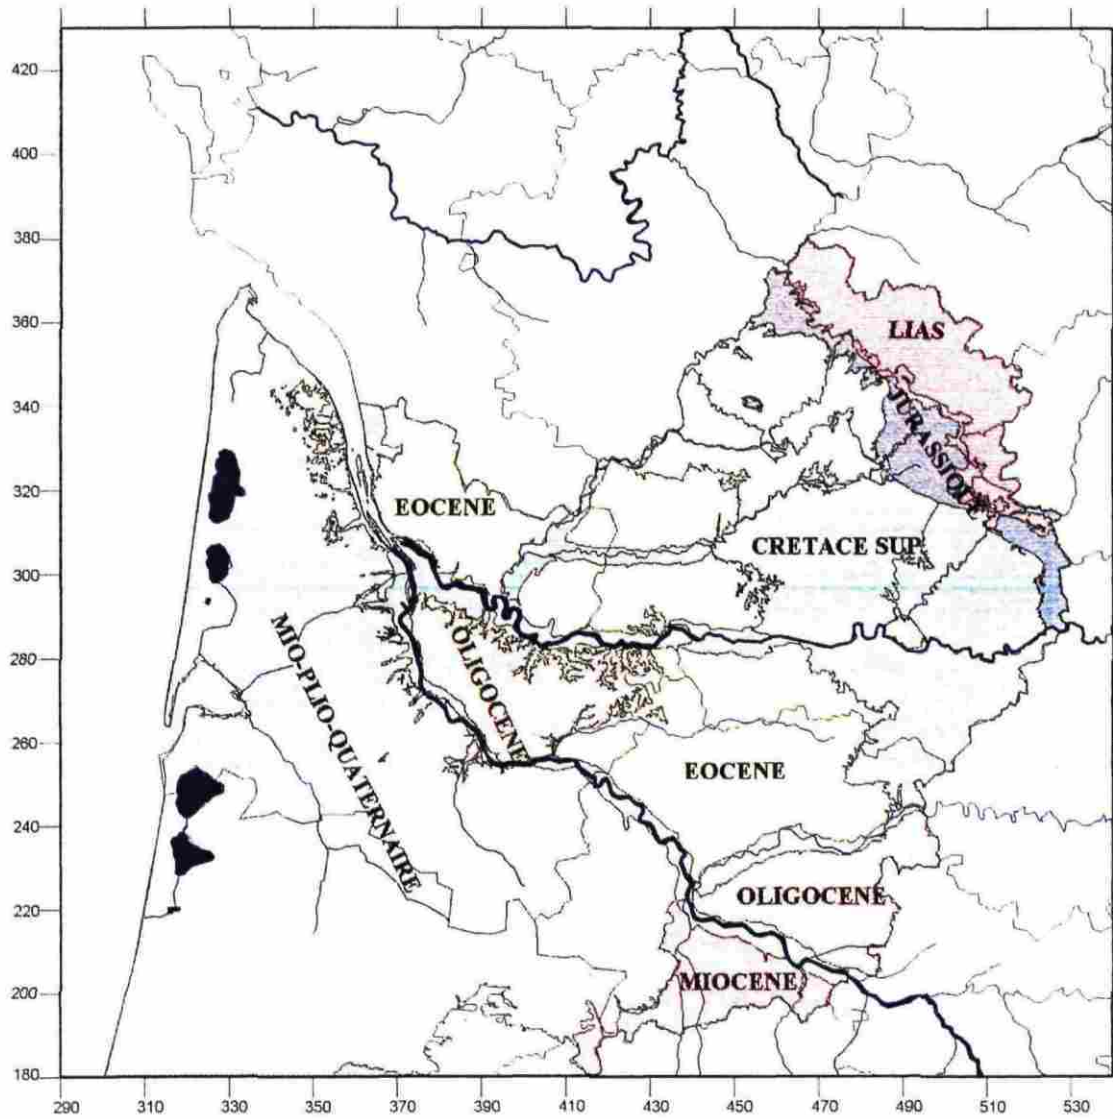 420
400
380
360
340
320
300
280
260
240
220
200
180
LIAS
JURASSIQUE
EOCENE
CRETACE SUP
OLIGOCENE
MIO-PLIO-QUATERNAIRE
EOCENE
OLIGOCENE
MIOCENE
290 310 330 350 370 390 410 430 450 470 490 510 530